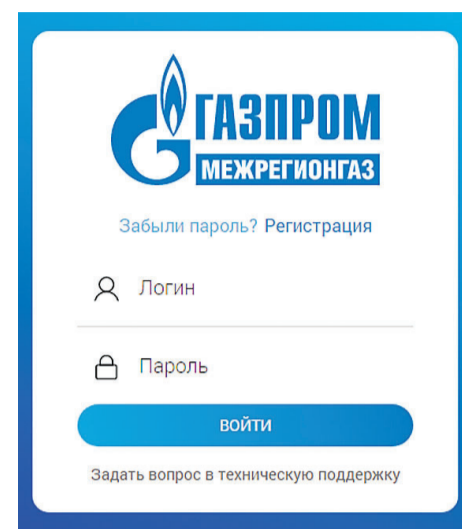 ГАЗПРОМ
МЕЖРЕГИОНГАЗ
Забыли пароль? Регистрация
Логин
Пароль
ВОЙТИ
Задать вопрос в техническую поддержку